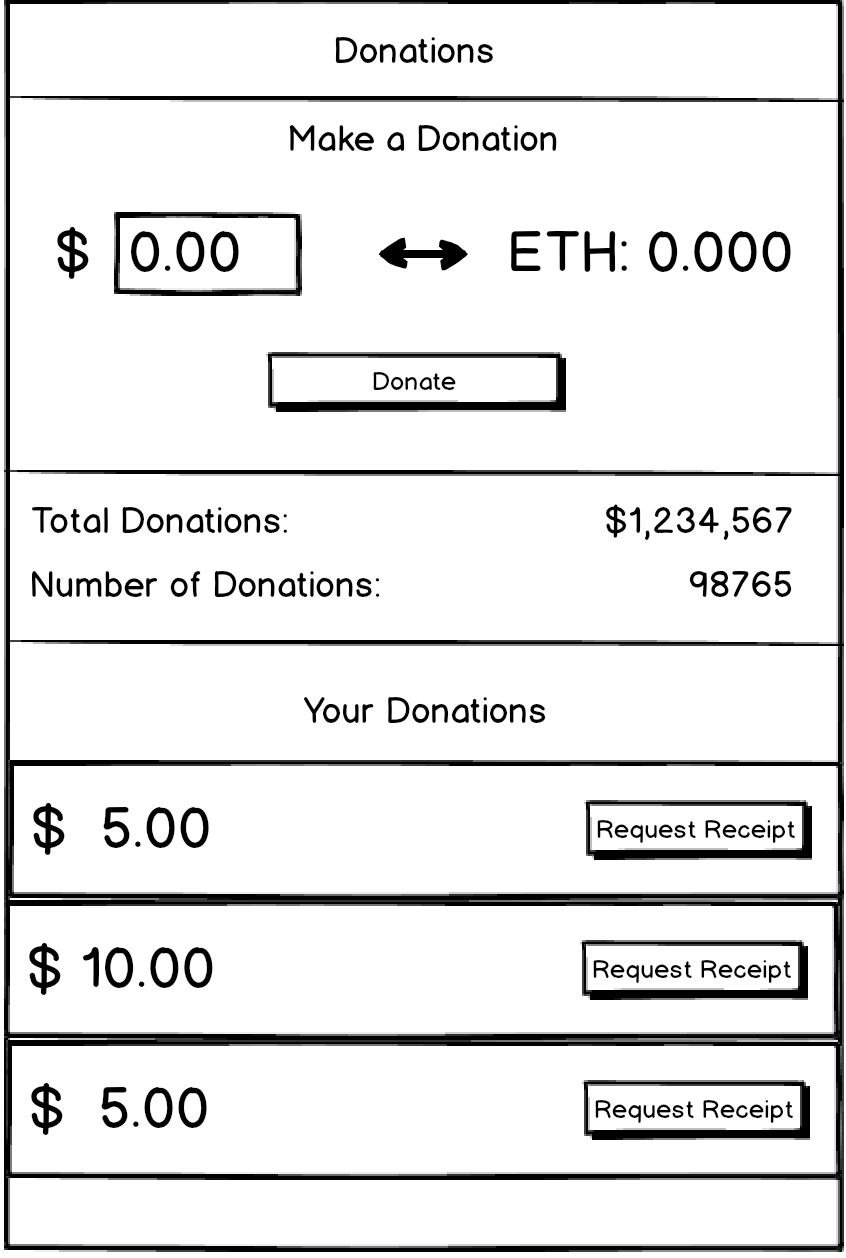 Donations
Make a Donation
$ 0.00 ETH: 0.000
Donate
Total Donations: $1,234,567
Number of Donations: 98765
Your Donations
$ 5.00 Request Receipt
$ 10.00 Request Receipt
$ 5.00 Request Receipt